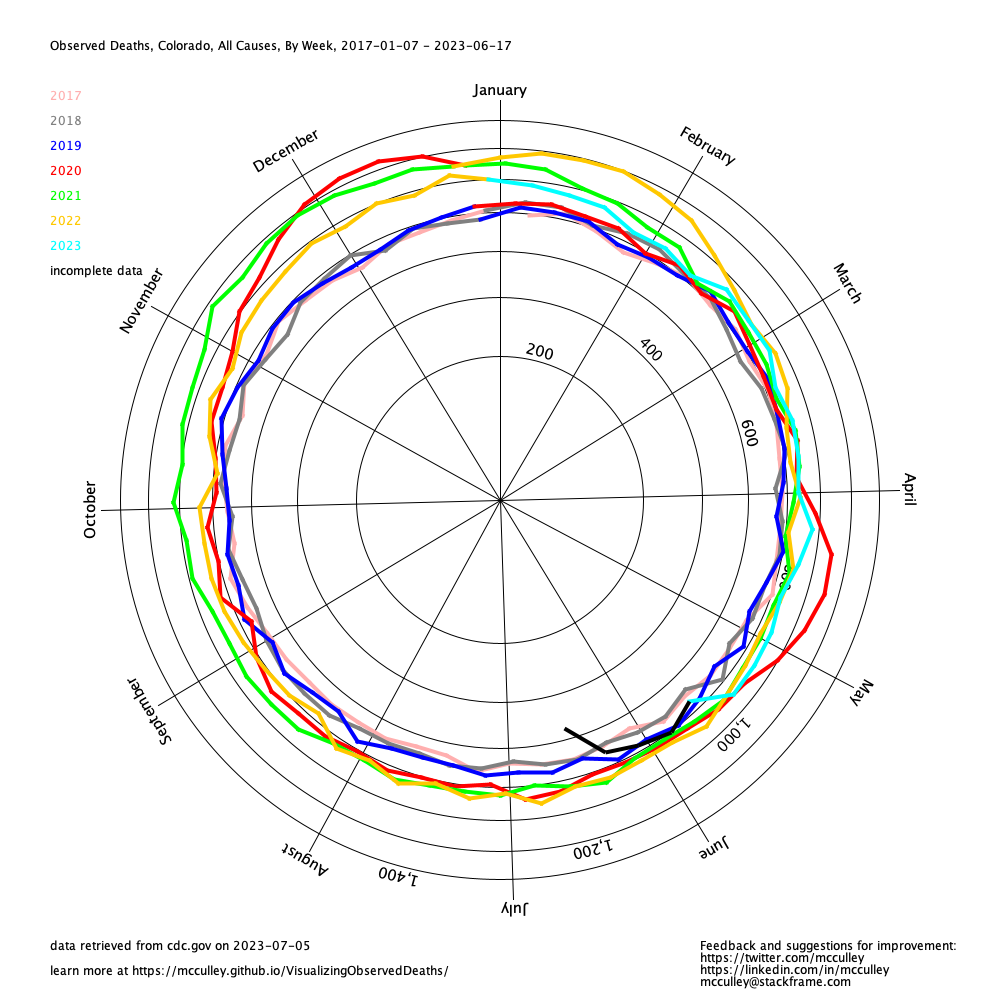 Observed Deaths, Colorado, All Causes, By Week, 2017-01-07 - 2023-06-17
January
2017
2018
2019
2020
2021
2022
2023
incomplete data
December
February
November
March
200
400
600
October
April
800
September
May
1,000
August
June
1,200
1,400
July
data retrieved from cdc.gov on 2023-07-05
learn more at https://mcculley.github.io/VisualizingObservedDeaths/
Feedback and suggestions for improvement:
https://twitter.com/mcculley
https://linkedin.com/in/mcculley
mcculley@stackframe.com